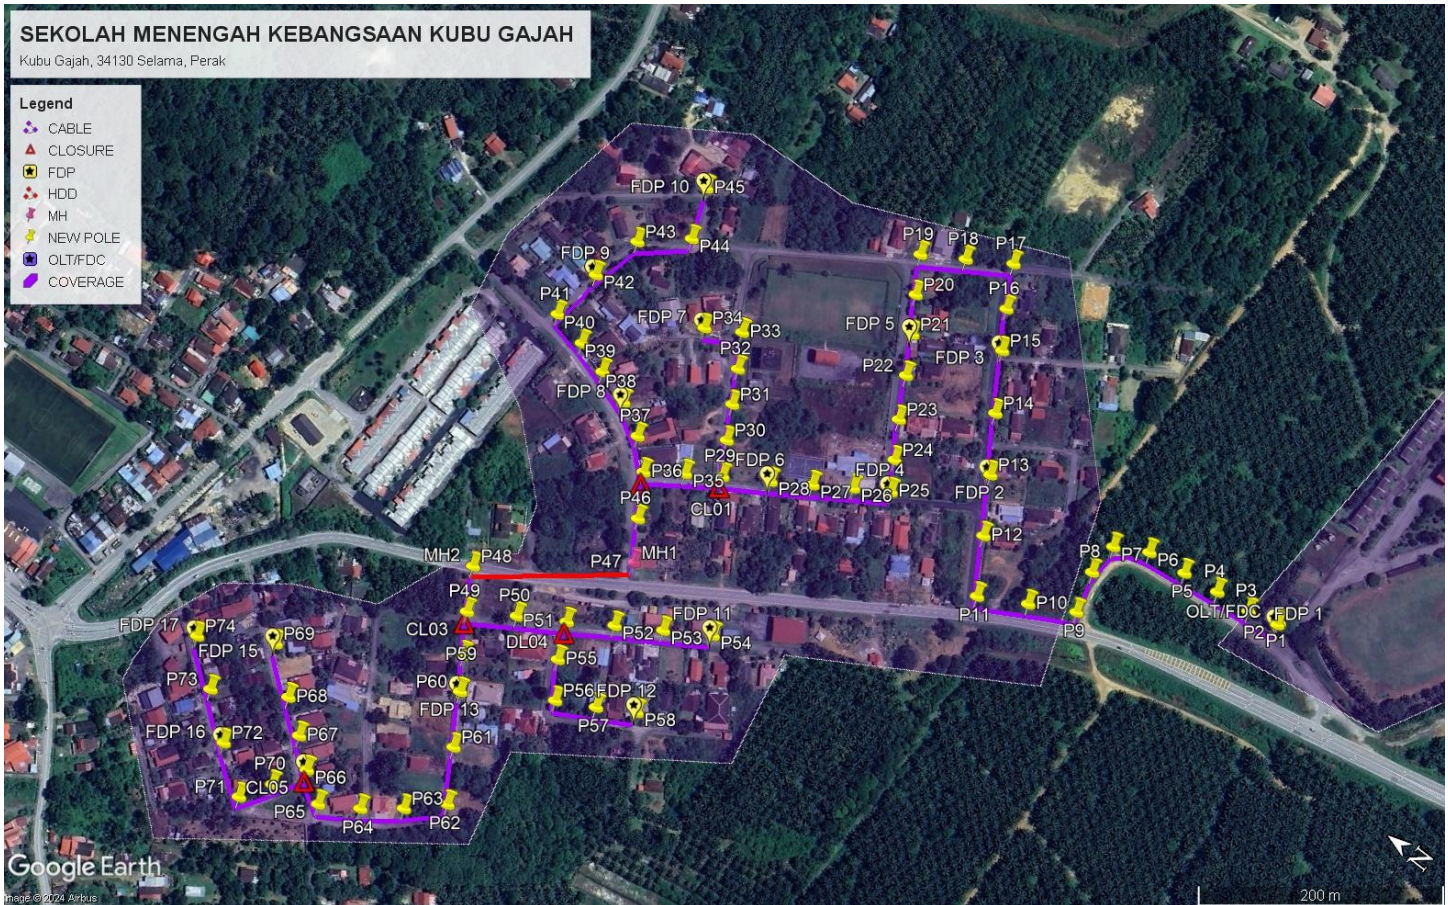 SEKOLAH MENENGAH KEBANGSAAN KUBU GAJAH
Kubu Gajah, 34130 Selama, Perak
Legend
CABLE
CLOSURE
FDP
HDD
MH
NEW POLE
OLT/FDC
COVERAGE
FDP 10 P45
P43
P44
FDP 9
P42
P41
P40
P39
P38
FDP 8
P37
FDP 7 P34
P33
P32
P31
P30
P29
FDP 6
P36
P35
P46
CL01
P28
P27
P26
FDP 4
P25
P24
P23
P22
FDP 5 P21
P20
P19
P18
P17
P16
FDP 3 P15
P14
P13
FDP 2
P12
P11
P10
P9
P8
P7
P6
P5
P4
P3
OLT/FDC
P2
FDP 1
P1
MH1
P47
MH2 P48
P49
P50
CL03
P51
DL04
P52
P53
FDP 11
P54
P55
P56
FDP 12
P57
P58
P59
P60
FDP 13
P61
P62
P63
P64
P65
P66
CL05
P70
P67
P68
FDP 15
P69
FDP 17 P74
P73
FDP 16 P72
P71
Google Earth
Image © 2024 Airbus
N
200 m